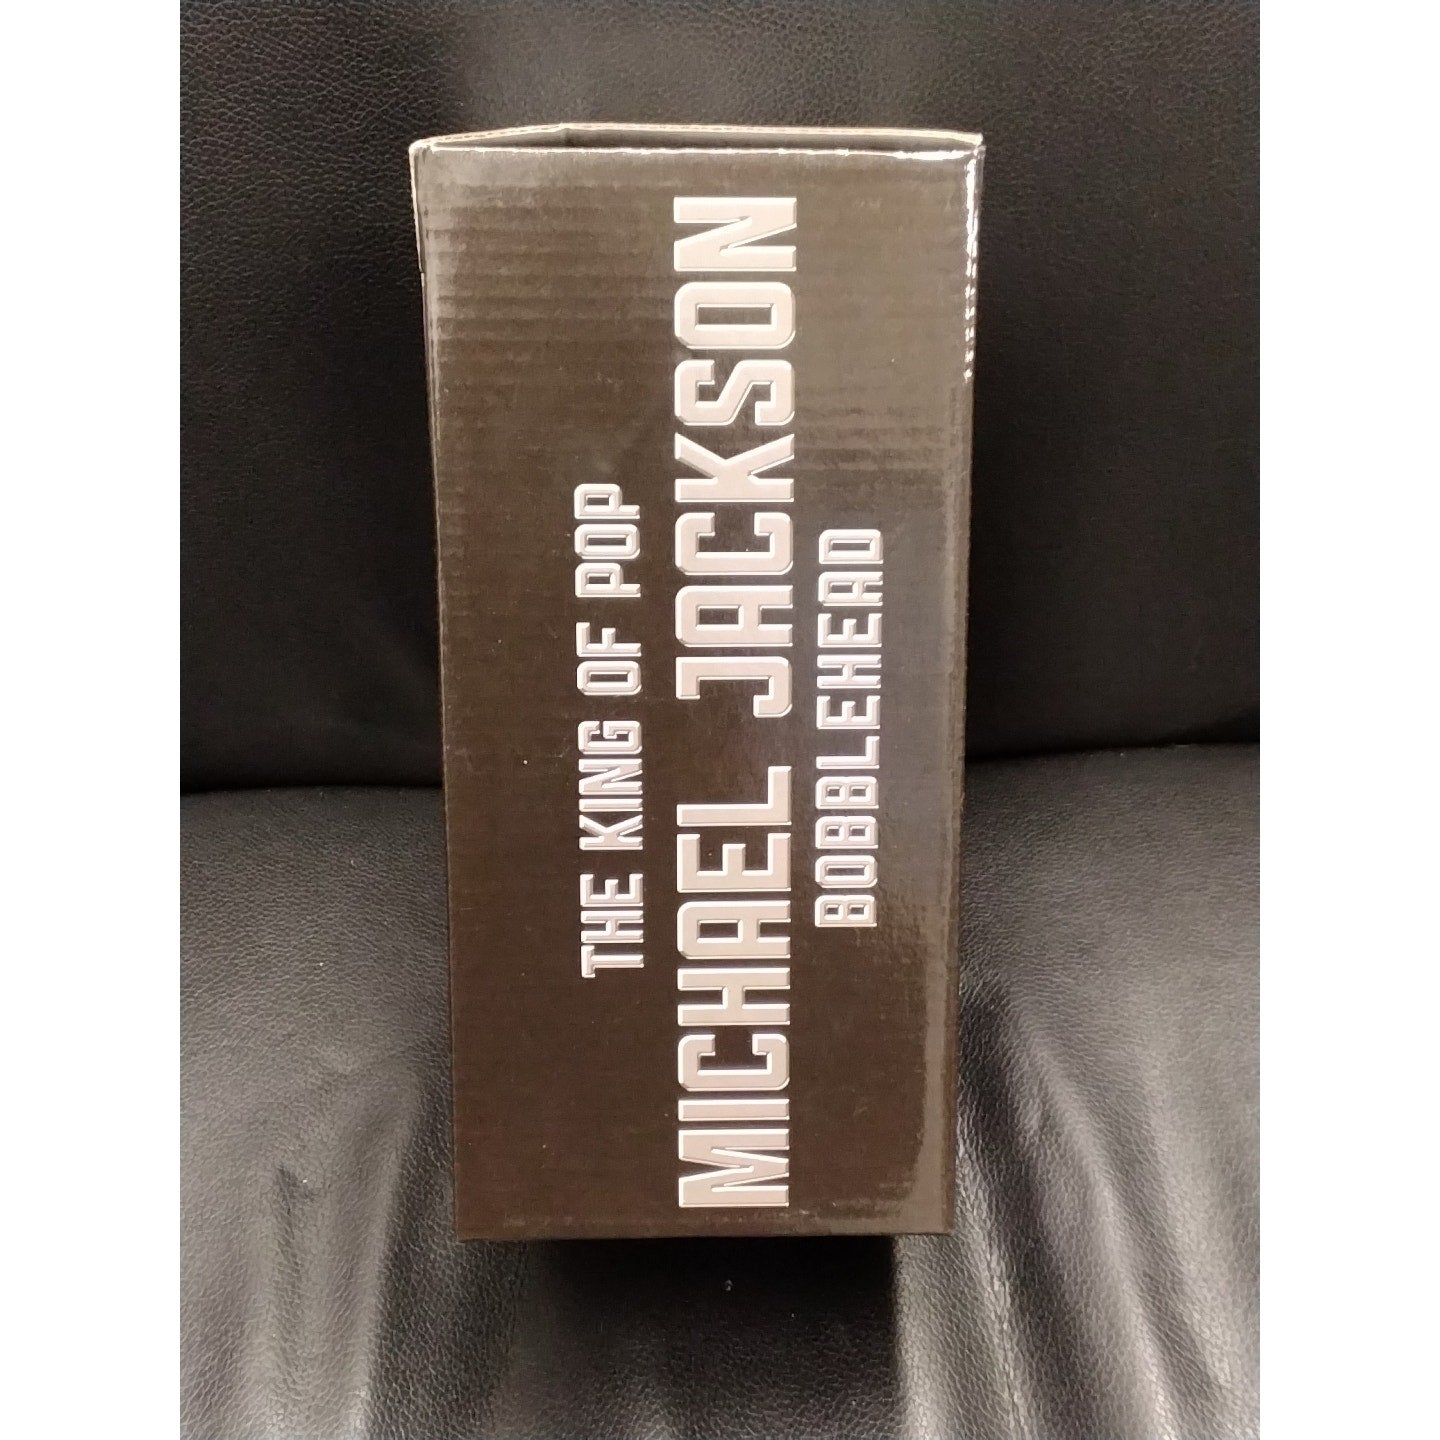 THE KING OF POP
MICHAEL JACKSON
BOBBLEHEAD